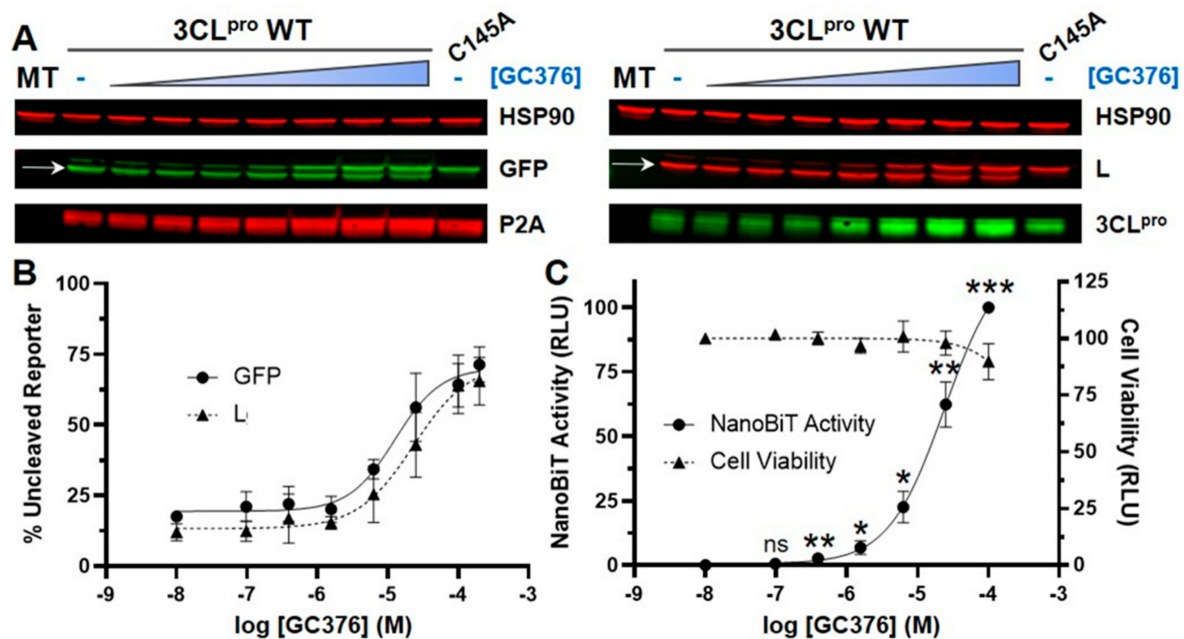 A
3CLpro WT
C145A
MT - - [GC376]
HSP90
GFP
P2A
3CLpro WT
C145A
MT - - [GC376]
HSP90
L
3CLpro
B
% Uncleaved Reporter
100
75
50
25
0
GFP
L
-9 -8 -7 -6 -5 -4 -3
log [GC376] (M)
C
NanoBiT Activity (RLU)
100
75
50
25
0
NanoBiT Activity
Cell Viability
ns ** * * ** ***
125
100
75
50
25
0
Cell Viability (RLU)
-9 -8 -7 -6 -5 -4 -3
log [GC376] (M)